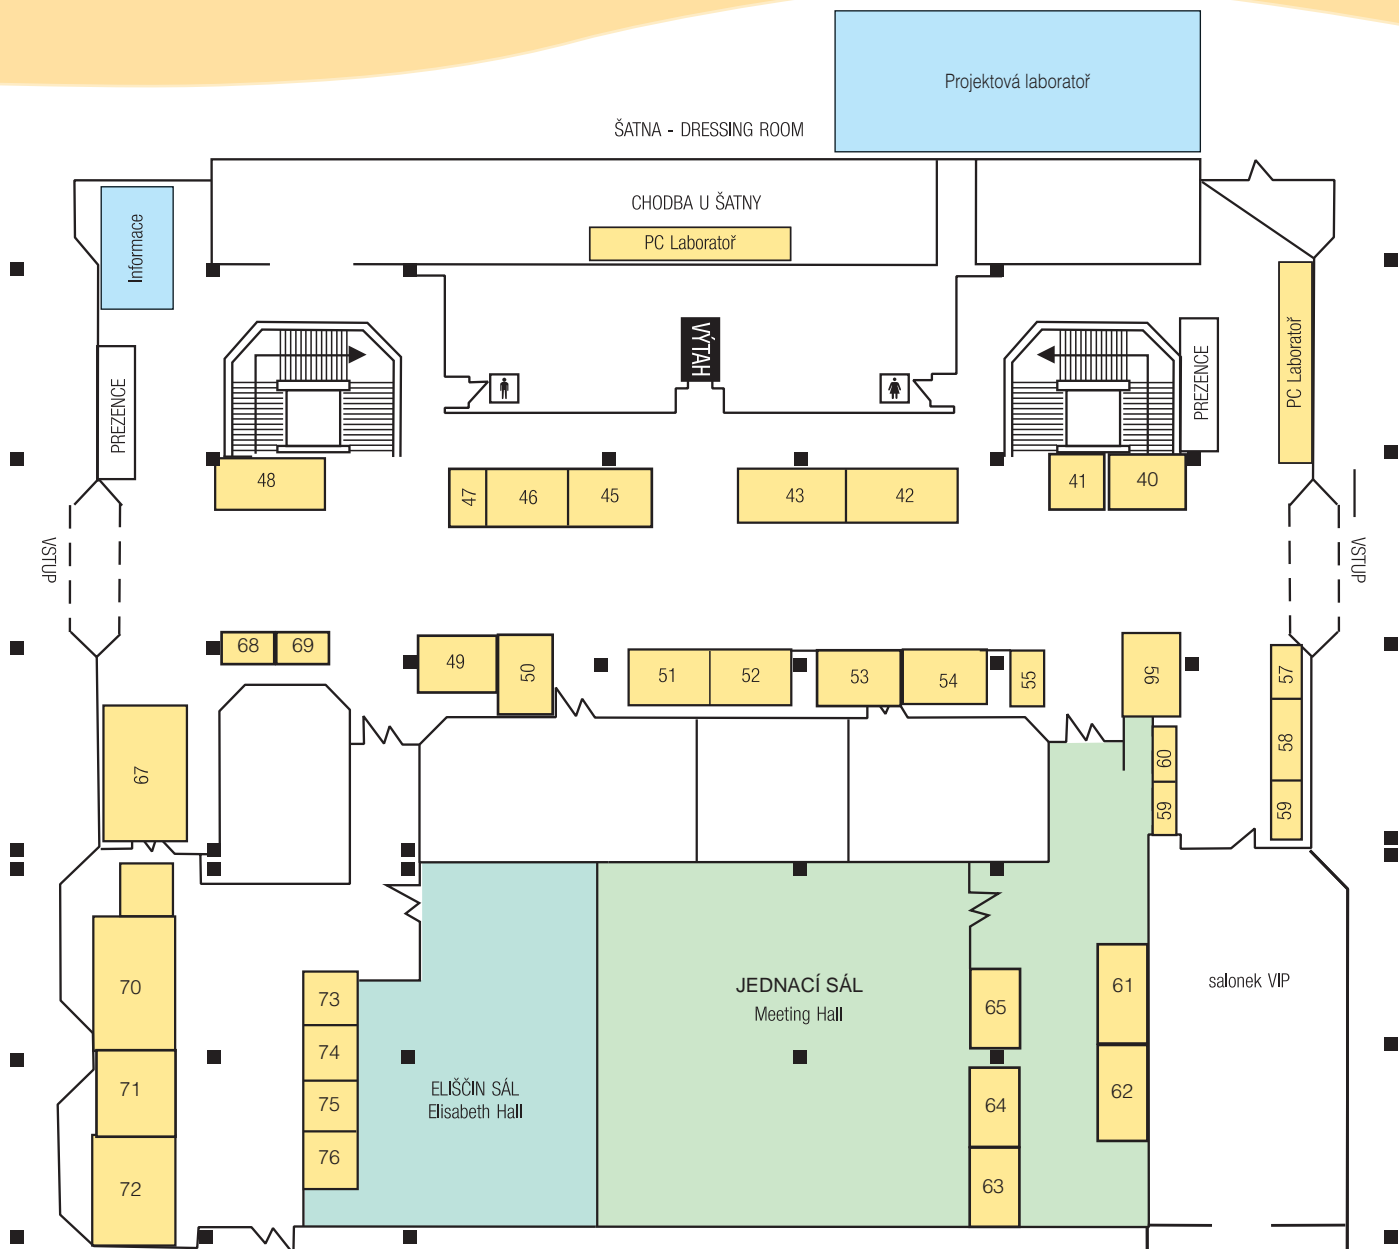 Projektová laboratoř
ŠATNA - DRESSING ROOM
CHODBA U ŠATNY
PC Laboratoř
Informace
PREZENCE
VÝTAH
PREZENCE
PC Laboratoř
48
47
46
45
43
42
41
40
VSTUP
VSTUP
68
69
49
50
51
52
53
54
55
56
57
58
59
60
59
67
70
71
72
73
74
75
76
ELIŠČIN SÁL
Elisabeth Hall
JEDNACÍ SÁL
Meeting Hall
65
64
63
61
62
salonek VIP